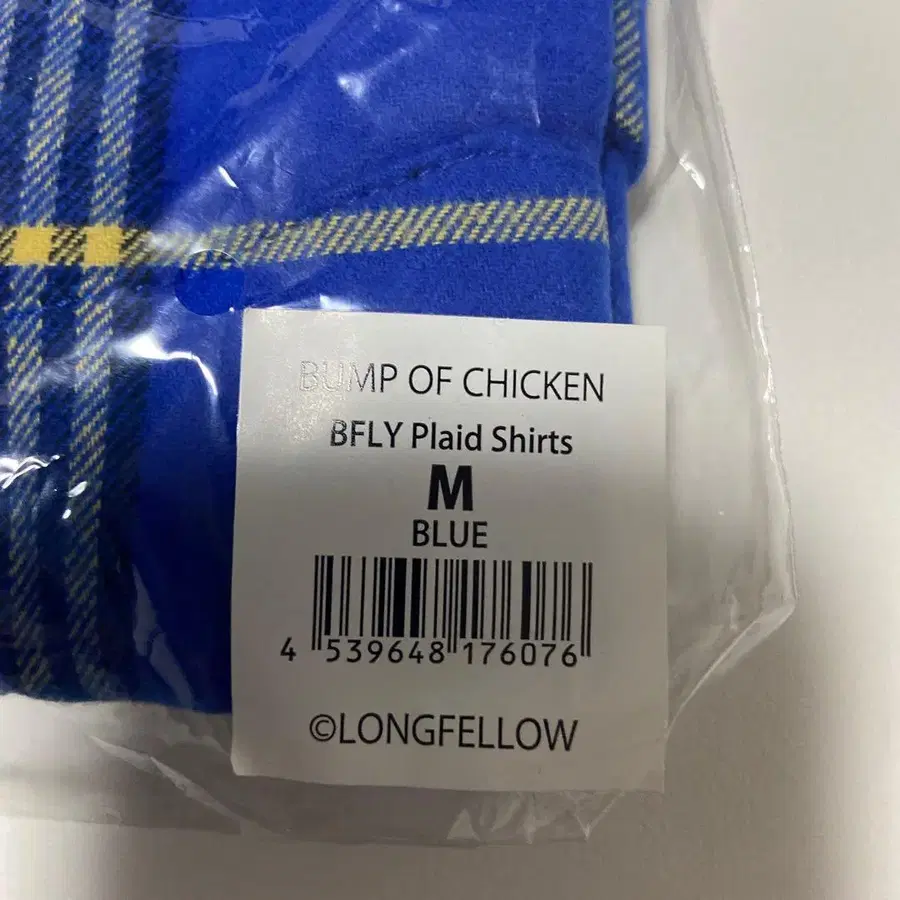 BUMP OF CHICKEN
BFLY Plaid Shirts
M
BLUE
4 539648 176076
©LONGFELLOW